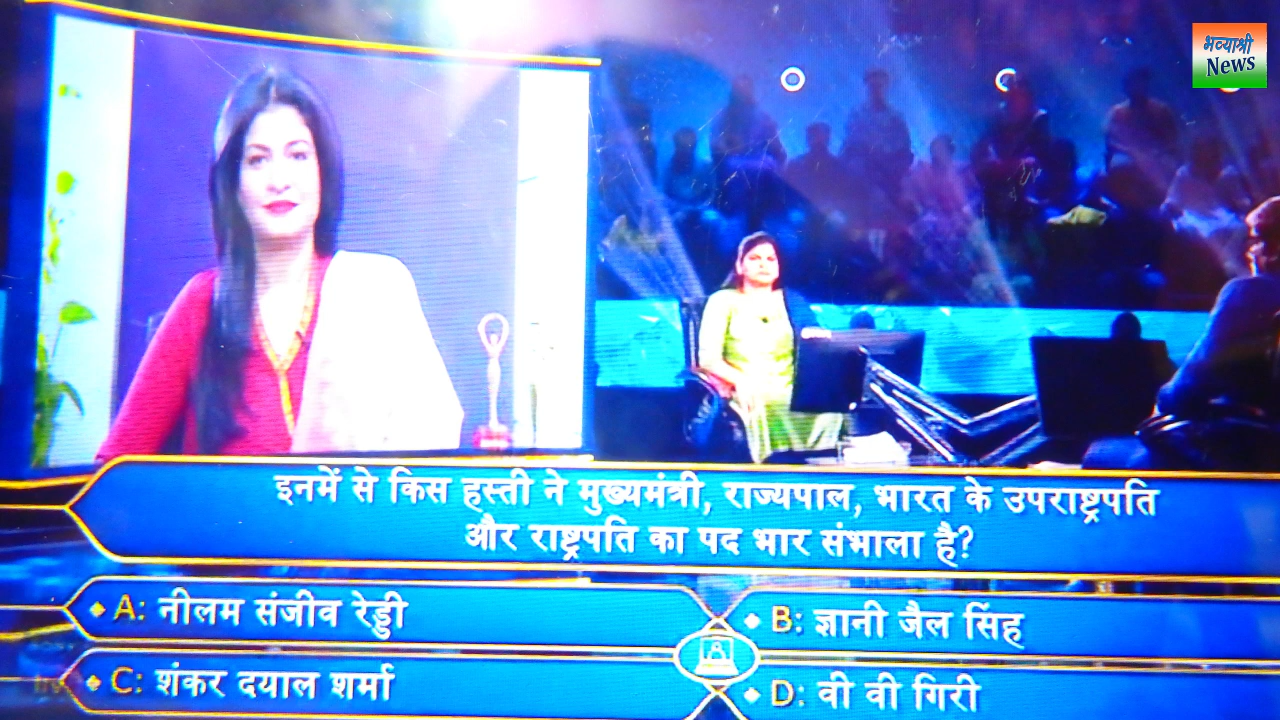 भव्याश्री
News
इनमें से किस हस्ती ने मुख्यमंत्री, राज्यपाल, भारत के उपराष्ट्रपति
और राष्ट्रपति का पद भार संभाला है?
A: नीलम संजीव रेड्डी
B: ज्ञानी जैल सिंह
C: शंकर दयाल शर्मा
D: वी वी गिरी